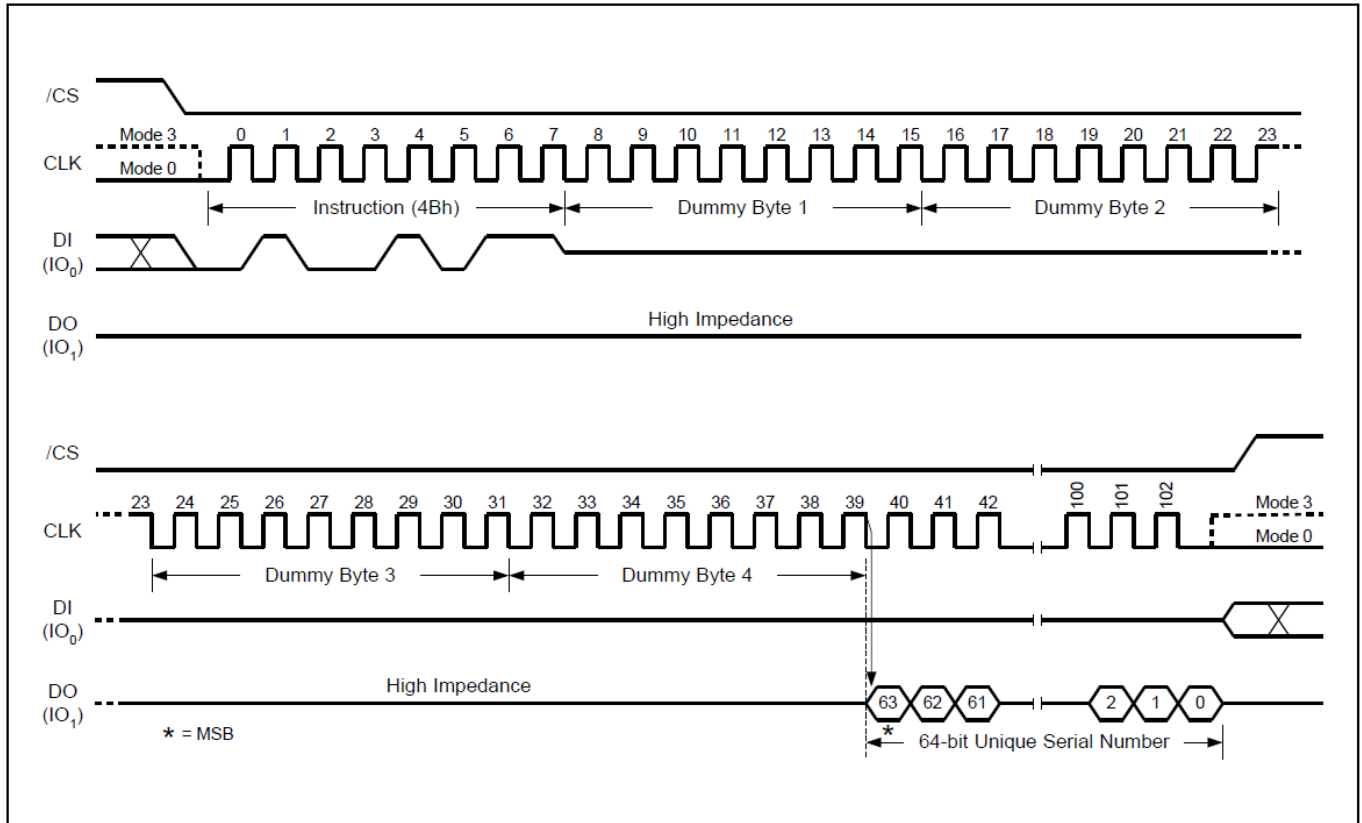 /CS
Mode 3 0 1 2 3 4 5 6 7 8 9 10 11 12 13 14 15 16 17 18 19 20 21 22 23
CLK Mode 0
Instruction (4Bh) Dummy Byte 1 Dummy Byte 2
DI
(IO0)
High Impedance
DO
(IO1)
/CS
23 24 25 26 27 28 29 30 31 32 33 34 35 36 37 38 39 40 41 42 100 101 102 Mode 3
CLK Mode 0
Dummy Byte 3 Dummy Byte 4
DI
(IO0)
High Impedance
DO
(IO1)
63 62 61 2 1 0
* = MSB * 64-bit Unique Serial Number